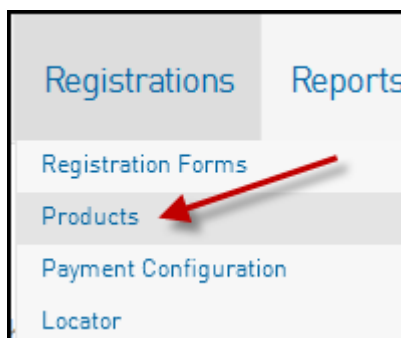 Registrations Reports
Registration Forms
Products
Payment Configuration
Locator